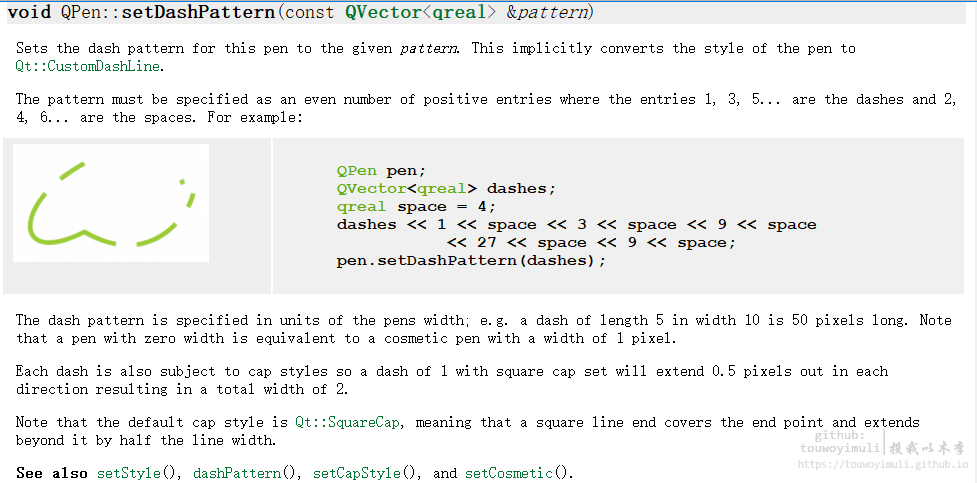 void QPen::setDashPattern(const QVector<qreal> &pattern)
Sets the dash pattern for this pen to the given pattern. This implicitly converts the style of the pen to
Qt::CustomDashLine.
The pattern must be specified as an even number of positive entries where the entries 1, 3, 5... are the dashes and 2,
4, 6... are the spaces. For example:
QPen pen;
QVector<qreal> dashes;
qreal space = 4;
dashes << 1 << space << 3 << space << 9 << space
<< 27 << space << 9 << space;
pen.setDashPattern(dashes);
The dash pattern is specified in units of the pens width; e.g. a dash of length 5 in width 10 is 50 pixels long. Note
that a pen with zero width is equivalent to a cosmetic pen with a width of 1 pixel.
Each dash is also subject to cap styles so a dash of 1 with square cap set will extend 0.5 pixels out in each
direction resulting in a total width of 2.
Note that the default cap style is Qt::SquareCap, meaning that a square line end covers the end point and extends
beyond it by half the line width.
See also setStyle(), dashPattern(), setCapStyle(), and setCosmetic().
github:
touwoyimuli 投我以木李
https://touwoyimuli.github.io